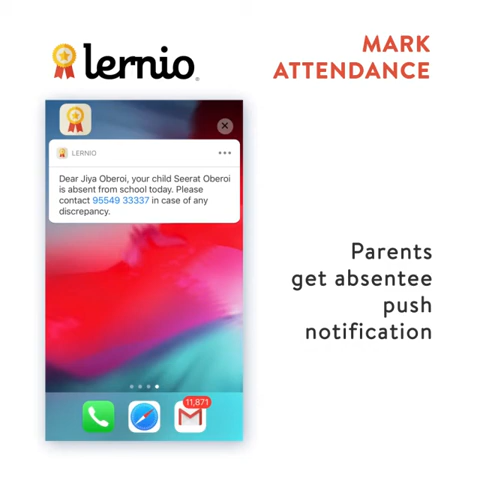 lernio
MARK
ATTENDANCE
LERNIO
Dear Jiya Oberoi, your child Seerat Oberoi
is absent from school today. Please
contact 95549 33337 in case of any
discrepancy.
Parents
get absentee
push
notification
11,871